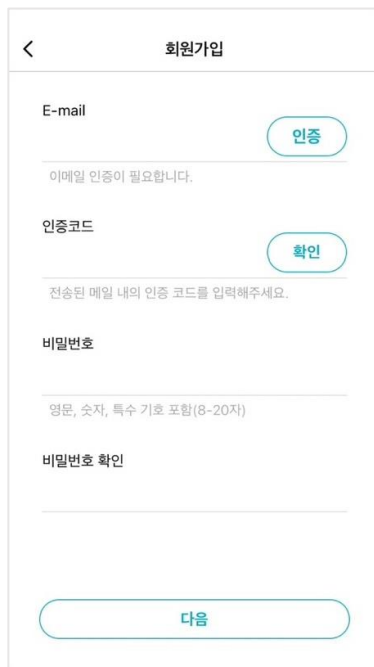 회원가입
E-mail
인증
이메일 인증이 필요합니다.
인증코드
확인
전송된 메일 내의 인증 코드를 입력해주세요.
비밀번호
영문, 숫자, 특수 기호 포함(8-20자)
비밀번호 확인
다음